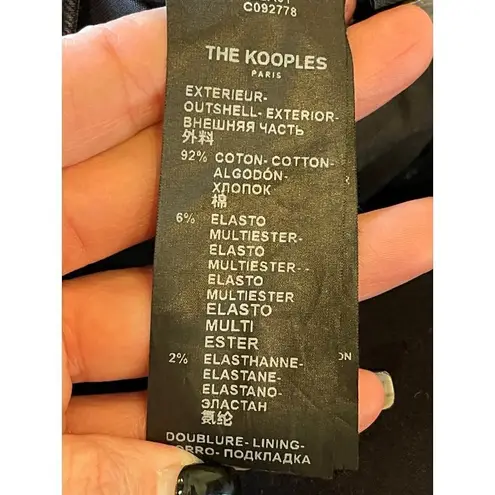 C092778
THE KOOPLES
PARIS
EXTERIEUR-
OUTSHELL- EXTERIOR-
ВНЕШНЯЯ ЧАСТЬ
外料
92% COTON- COTTON-
ALGODÓN-
ХЛОПОК
棉
6% ELASTO
MULTIESTER-
ELASTO
MULTIESTER- -
ELASTO
MULTIESTER
ELASTO
MULTI
ESTER
2% ELASTHANNE-
ELASTANE-
ELASTANO-
ЭЛАСТАН
氨纶
DOUBLURE- LINING-
ПОДКЛАДКА